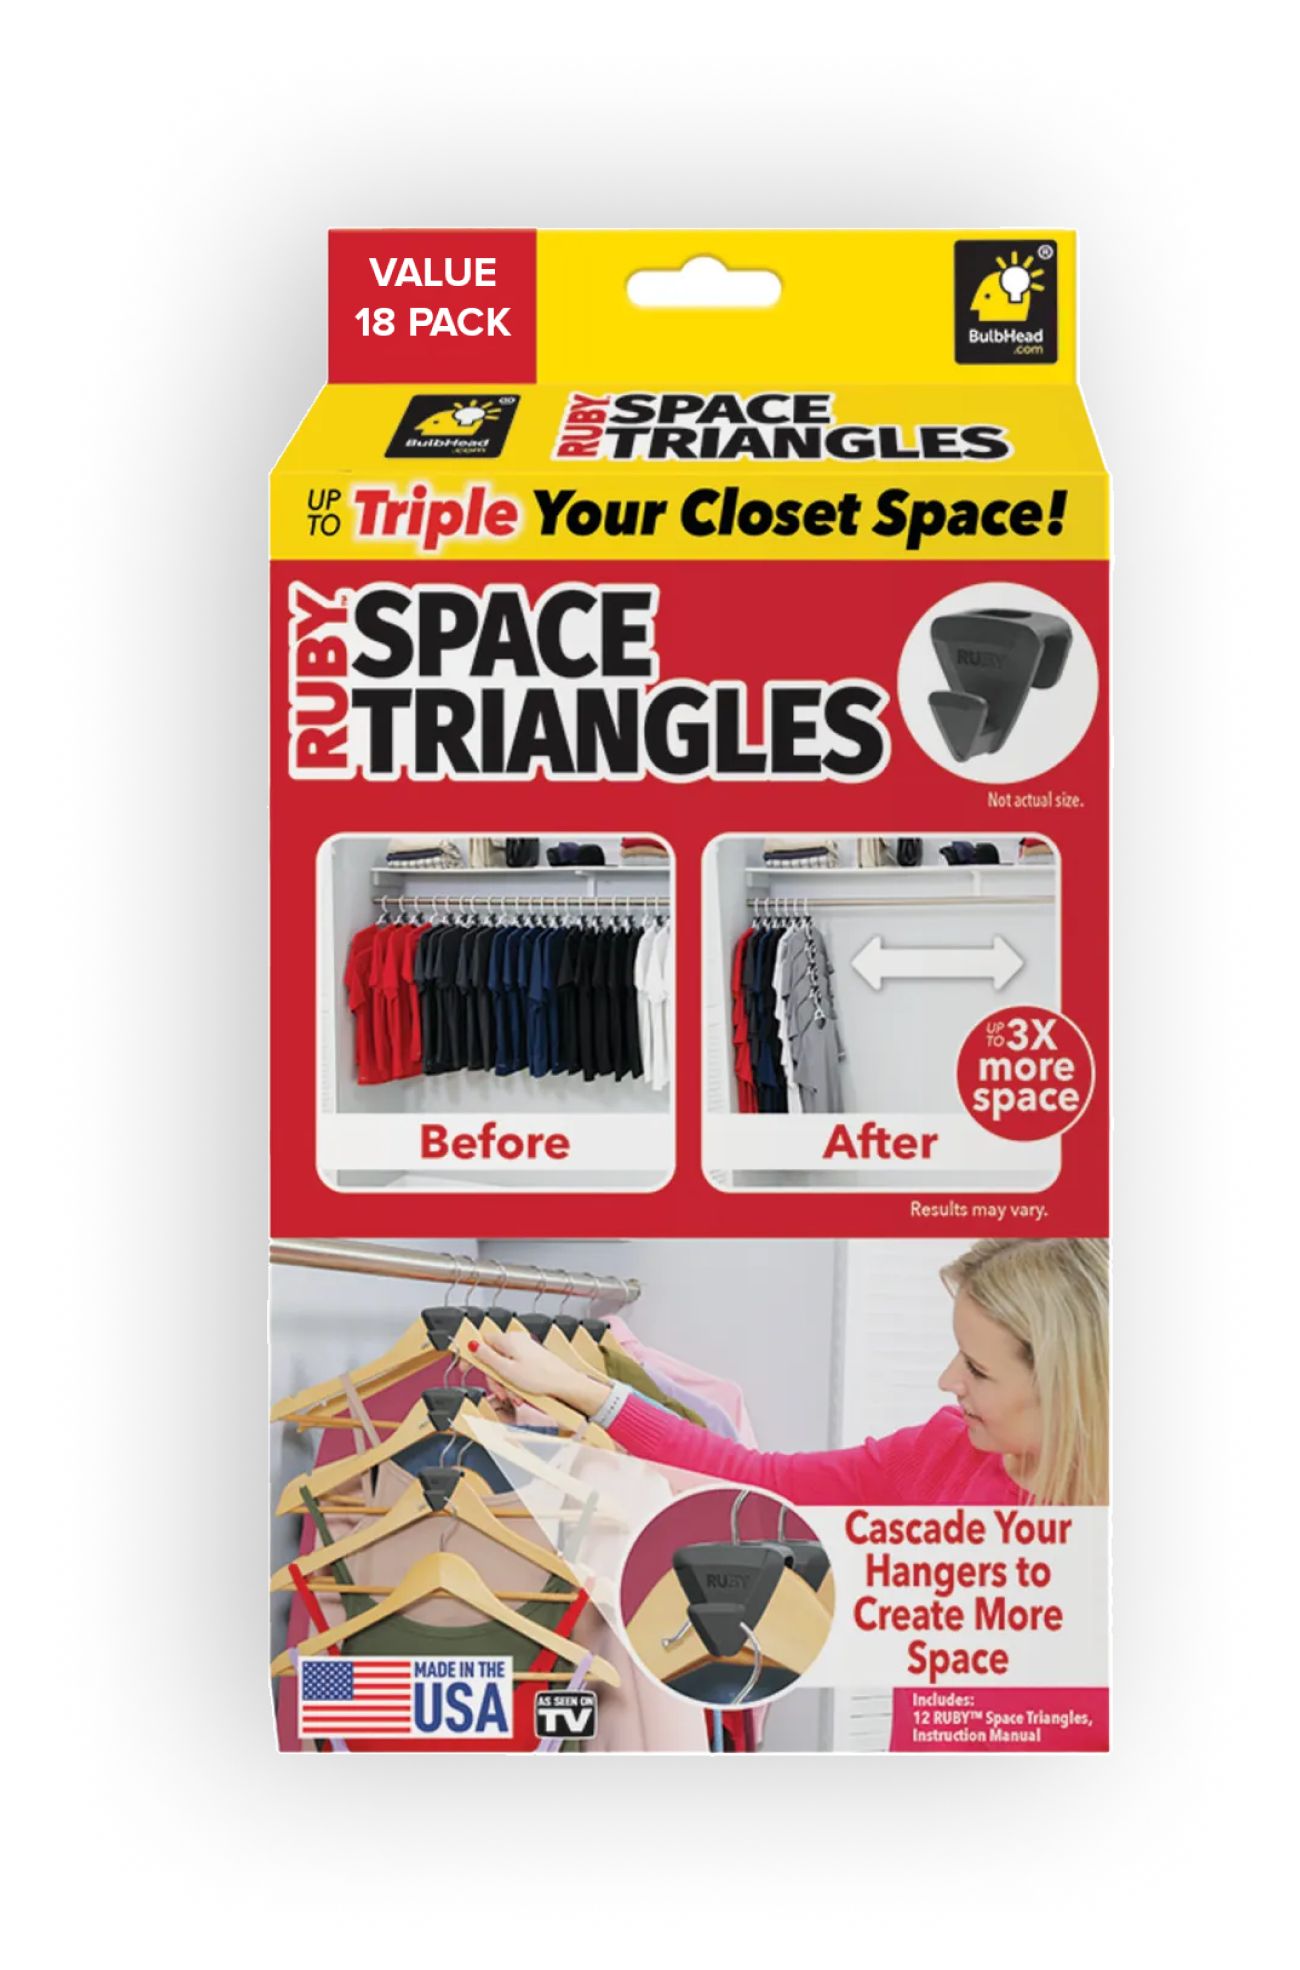 VALUE
18 PACK
BulbHead
.com
BulbHead
.com
RUBY SPACE
TRIANGLES
UP TO Triple Your Closet Space!
RUBY™ SPACE
TRIANGLES
RUBY
Not actual size.
UP TO 3X
more
space
Before
After
Results may vary.
RUBY
Cascade Your
Hangers to
Create More
Space
MADE IN THE
USA
AS SEEN ON
TV
Includes:
12 RUBY™ Space Triangles,
Instruction Manual